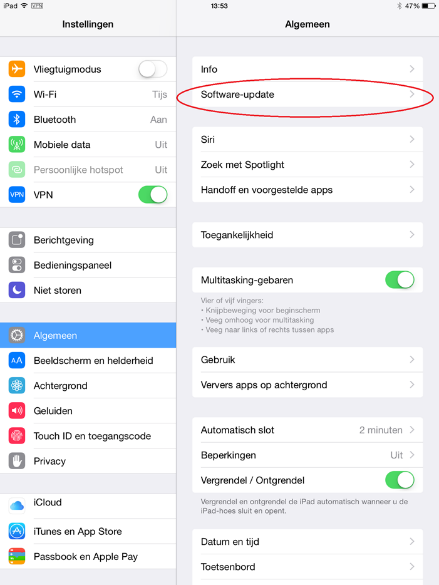 iPad VPN 13:53 47%
Instellingen
Vliegtuigmodus
Wi-Fi Tijs
Bluetooth Aan
Mobiele data Uit
Persoonlijke hotspot Uit
VPN VPN
Berichtgeving
Bedieningspaneel
Niet storen
Algemeen
AA Beeldscherm en helderheid
Achtergrond
Geluiden
Touch ID en toegangscode
Privacy
iCloud
iTunes en App Store
Passbook en Apple Pay
Algemeen
Info
Software-update
Siri
Zoek met Spotlight
Handoff en voorgestelde apps
Toegankelijkheid
Multitasking-gebaren
Vier of vijf vingers:
• Knijpbeweging voor beginscherm
• Veeg omhoog voor multitasking
• Veeg naar links of rechts tussen apps
Gebruik
Ververs apps op achtergrond
Automatisch slot 2 minuten
Beperkingen Uit
Vergrendel / Ontgrendel
Vergrendel en ontgrendel de iPad automatisch wanneer u de
iPad-hoes sluit en opent.
Datum en tijd
Toetsenbord